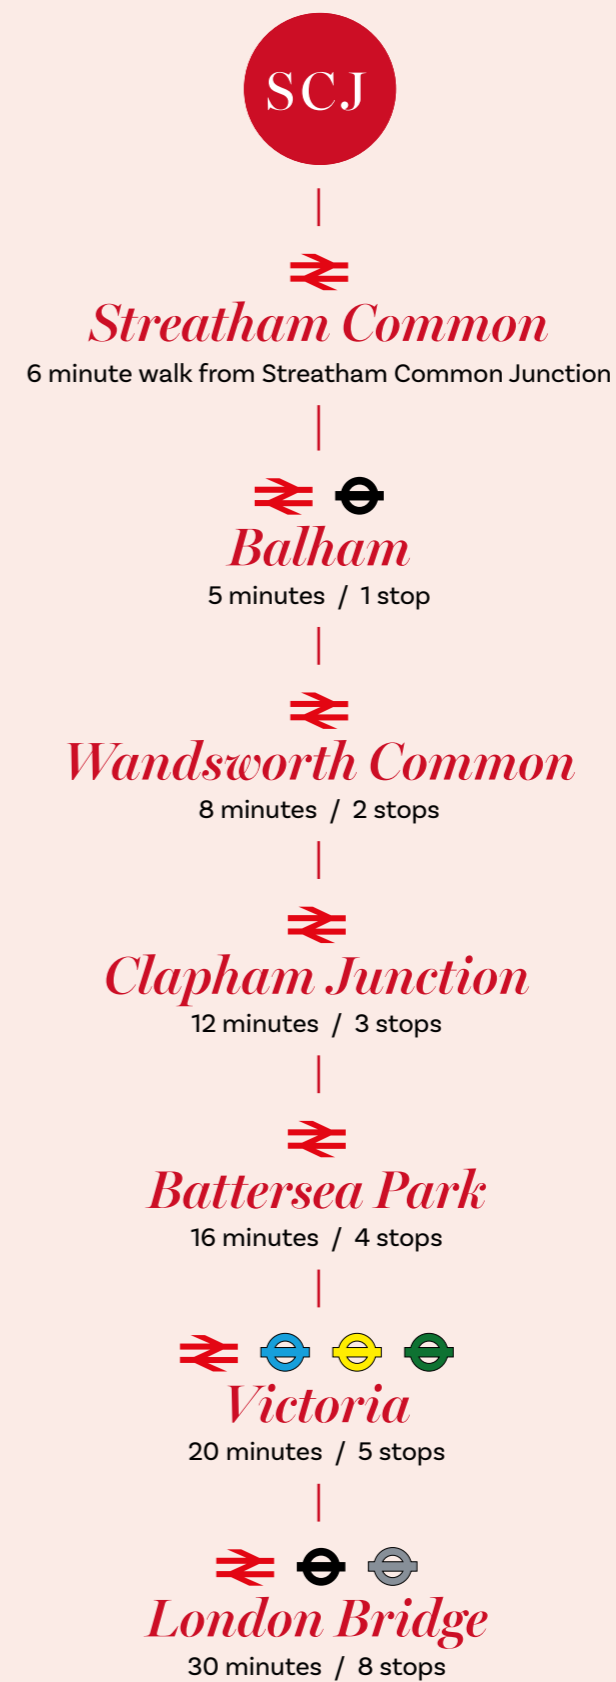 SCJ
Streatham Common
6 minute walk from Streatham Common Junction
Balham
5 minutes / 1 stop
Wandsworth Common
8 minutes / 2 stops
Clapham Junction
12 minutes / 3 stops
Battersea Park
16 minutes / 4 stops
Victoria
20 minutes / 5 stops
London Bridge
30 minutes / 8 stops